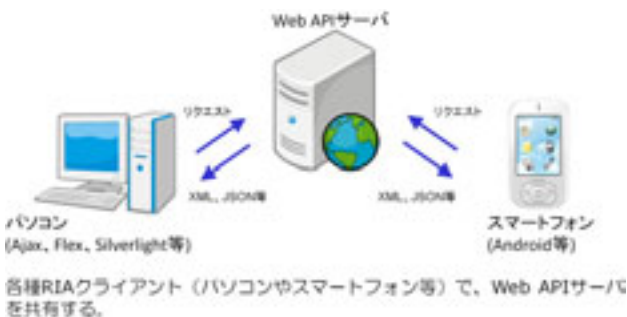 Web APIサーバ
リクエスト
リクエスト
XML、JSON等
XML、JSON等
パソコン
(Ajax、Flex、Silverlight等)
スマートフォン
(Android等)
各種RIAクライアント（パソコンやスマートフォン等）で、Web APIサーバ
を共有する。